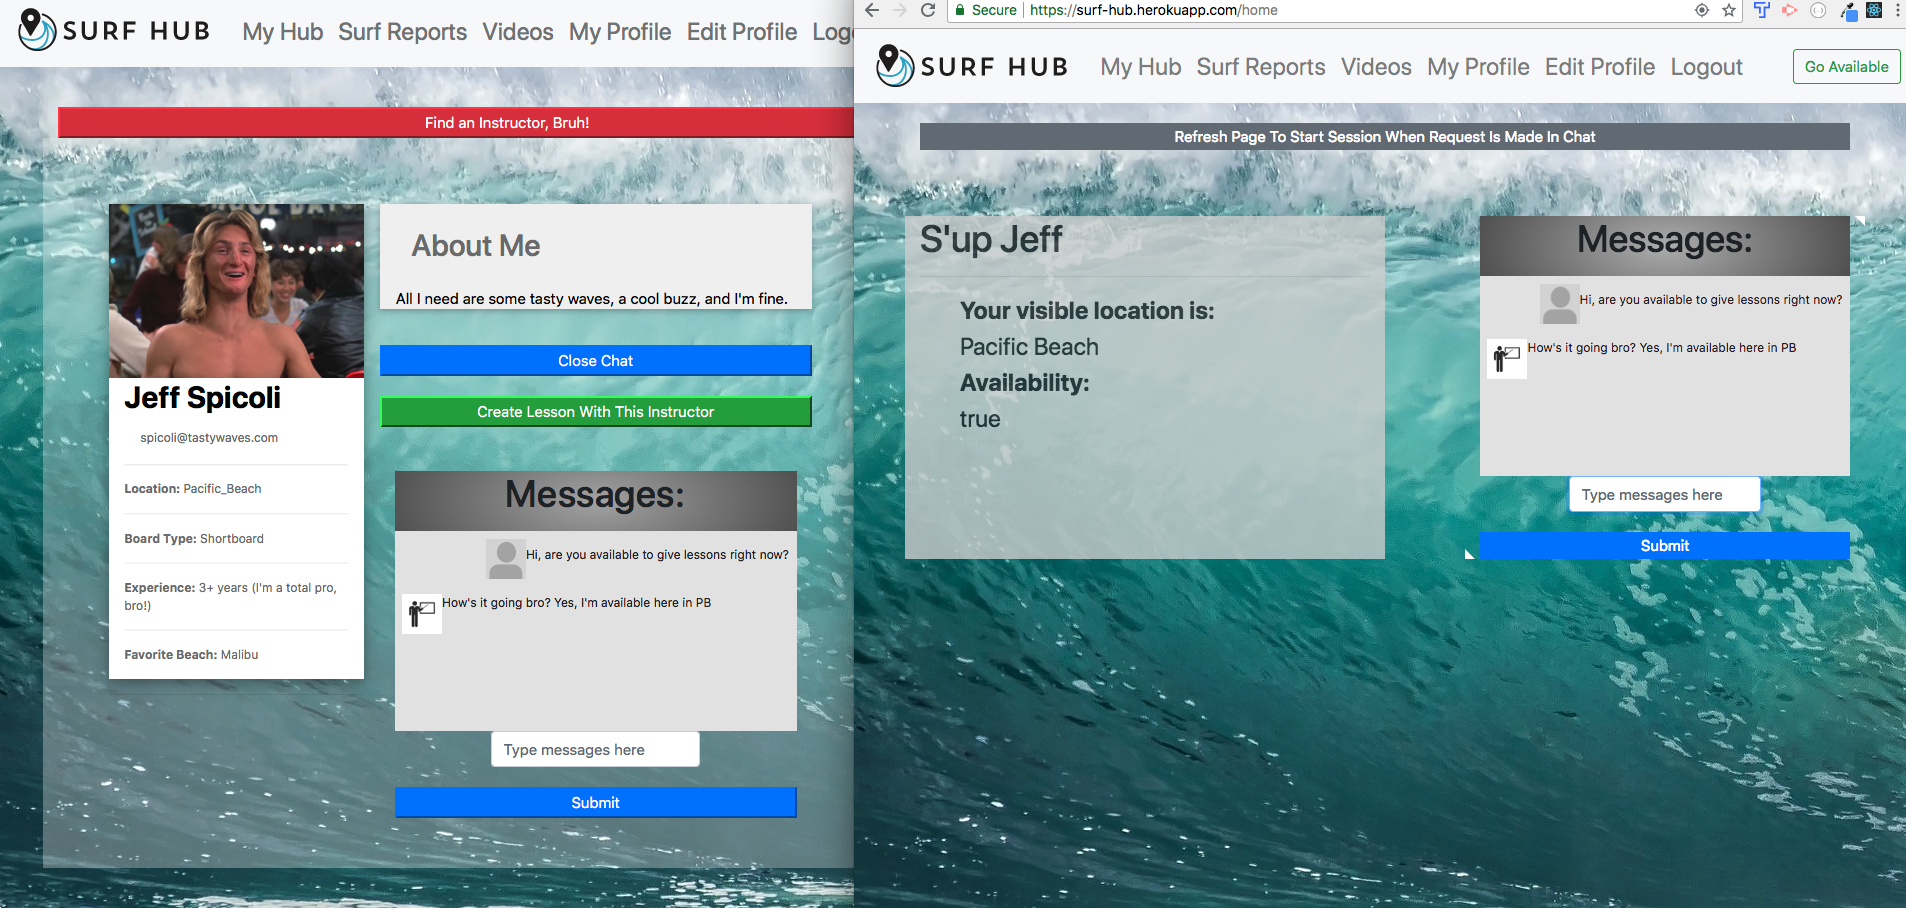 SURF HUB
My Hub Surf Reports Videos My Profile Edit Profile
Find an Instructor, Bruh!
Jeff Spicoli
spicoli@tastywaves.com
Location: Pacific_Beach
Board Type: Shortboard
Experience: 3+ years (I'm a total pro,
bro!)
Favorite Beach: Malibu
About Me
All I need are some tasty waves, a cool buzz, and I'm fine.
Close Chat
Create Lesson With This Instructor
Messages:
Hi, are you available to give lessons right now?
How's it going bro? Yes, I'm available here in PB
Type messages here
Submit
Secure https://surf-hub.herokuapp.com/home
SURF HUB
My Hub Surf Reports Videos My Profile Edit Profile Logout
Go Available
Refresh Page To Start Session When Request Is Made In Chat
S'up Jeff
Your visible location is:
Pacific Beach
Availability:
true
Messages:
Hi, are you available to give lessons right now?
How's it going bro? Yes, I'm available here in PB
Type messages here
Submit